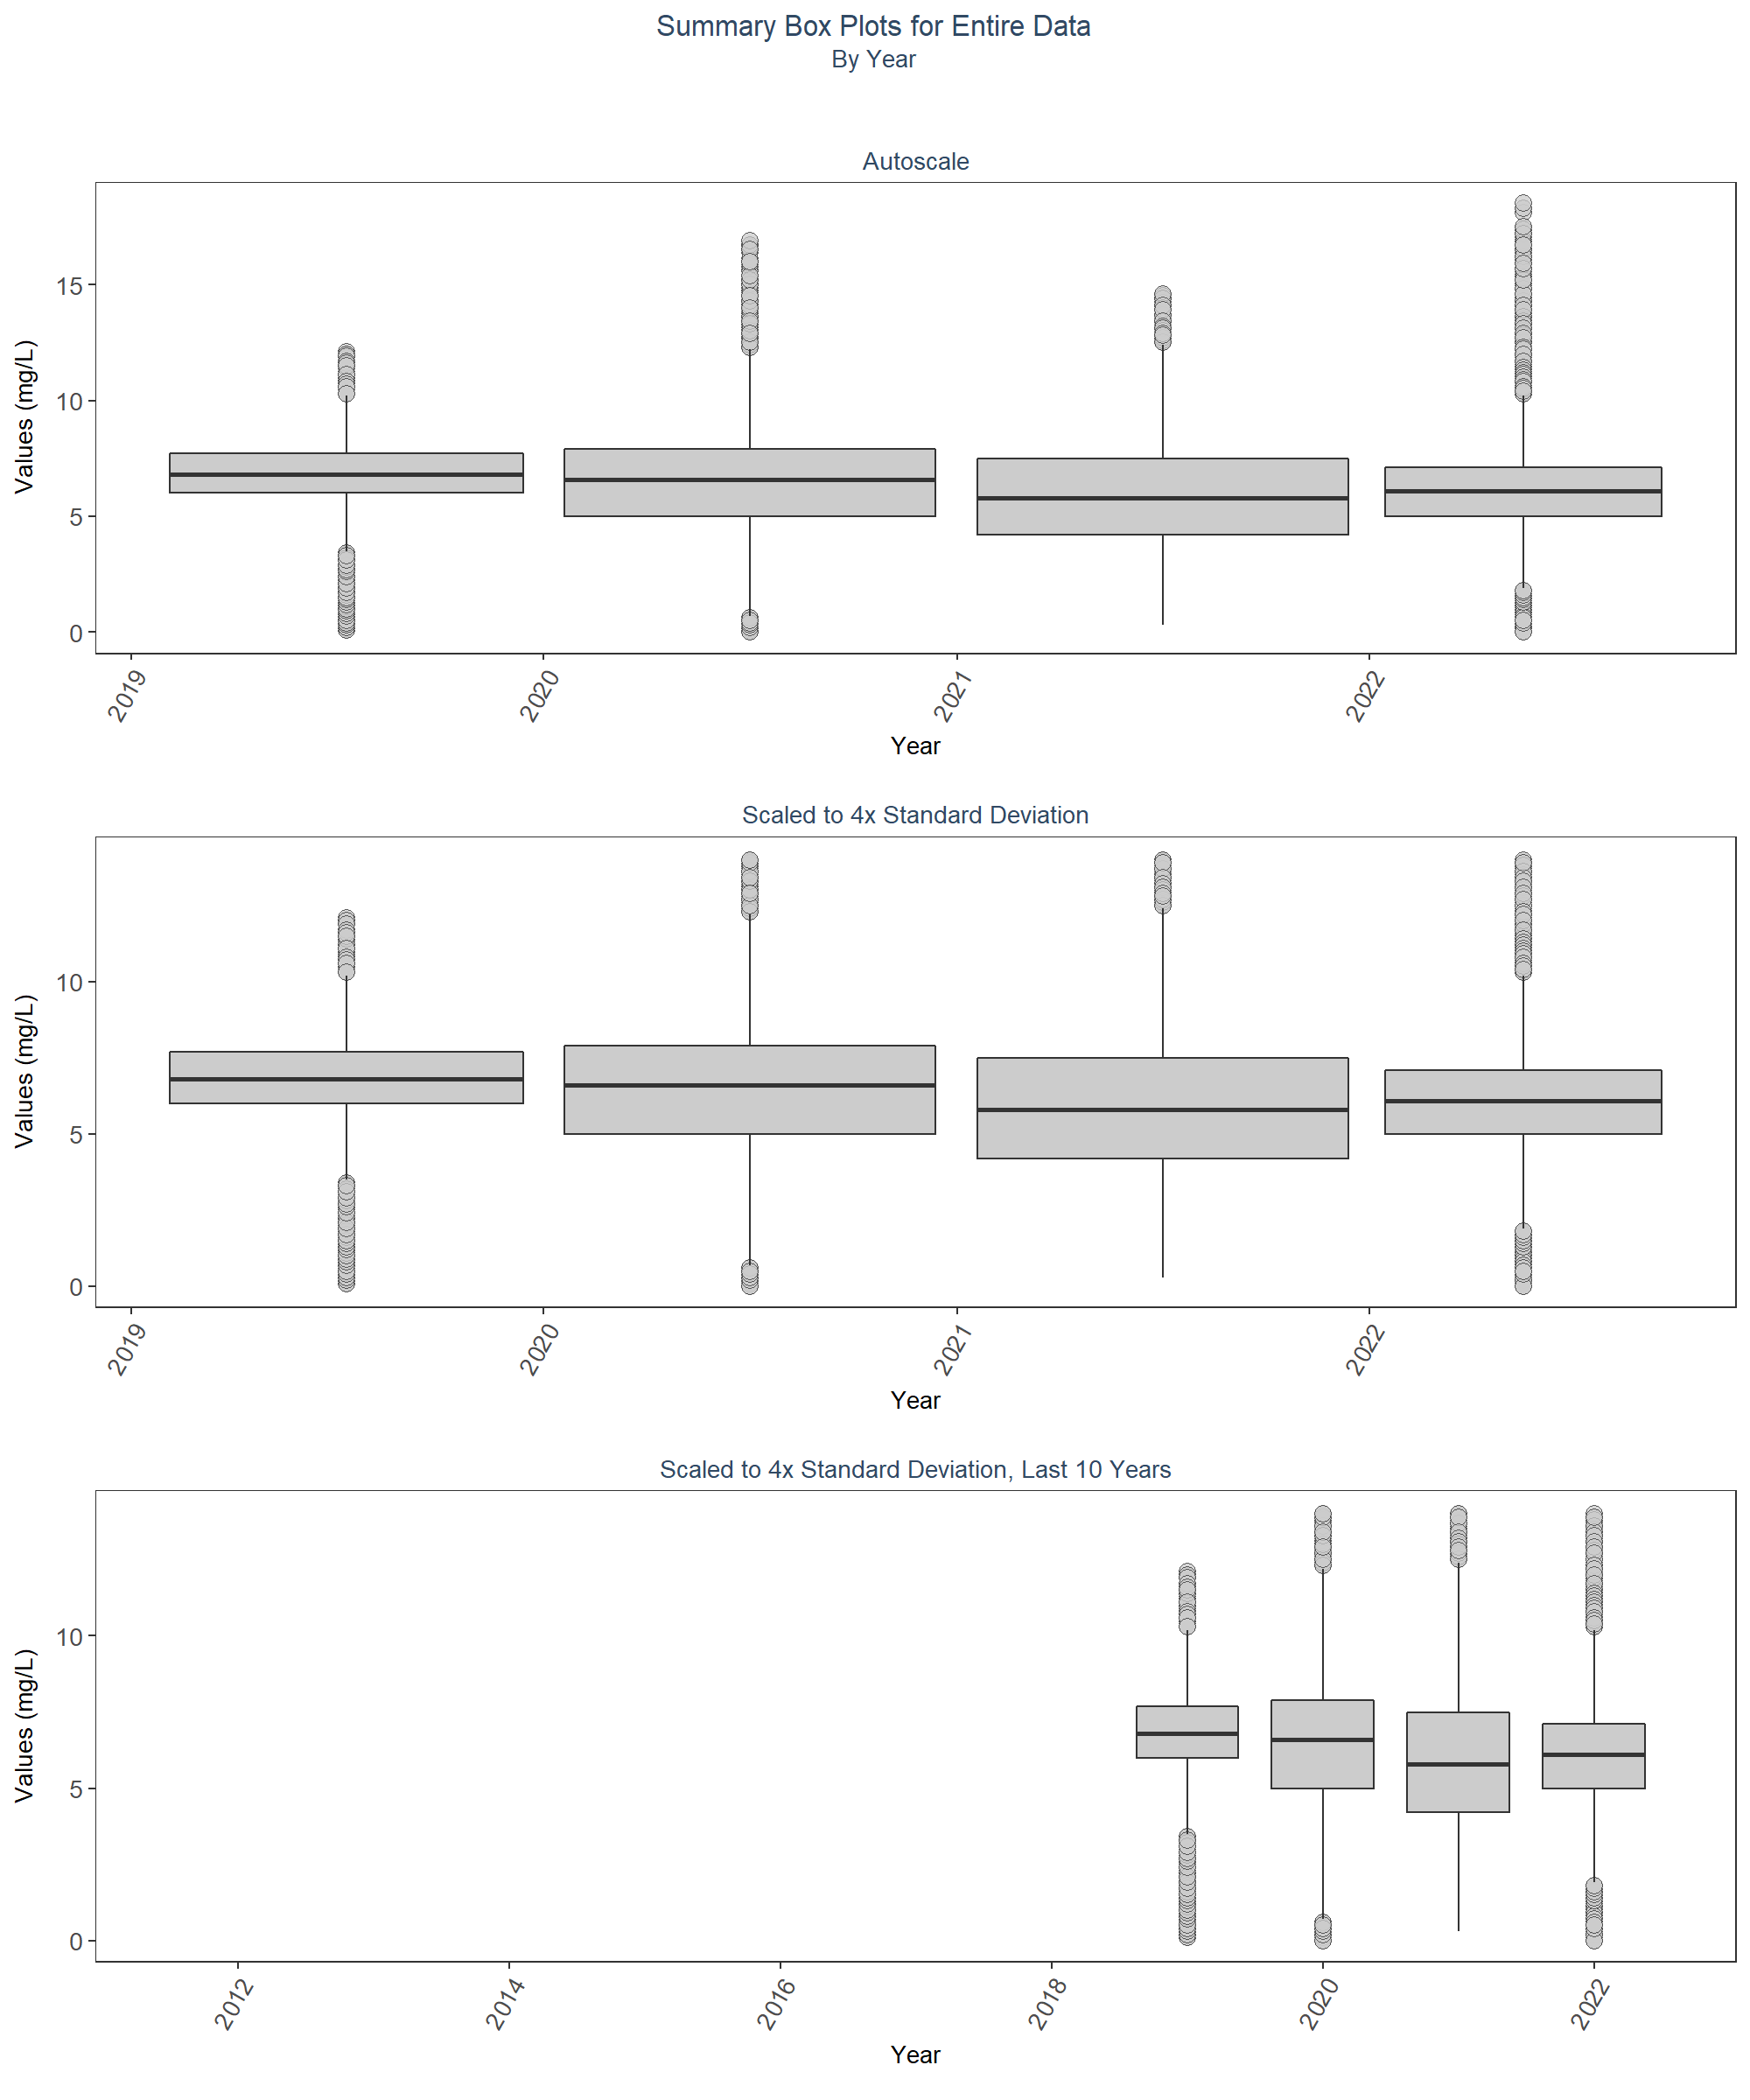 Summary Box Plots for Entire Data
By Year
Autoscale
Values (mg/L)
15
10
5
0
2019
2020
2021
2022
Year
Scaled to 4x Standard Deviation
Values (mg/L)
10
5
0
2019
2020
2021
2022
Year
Scaled to 4x Standard Deviation, Last 10 Years
Values (mg/L)
10
5
0
2012
2014
2016
2018
2020
2022
Year